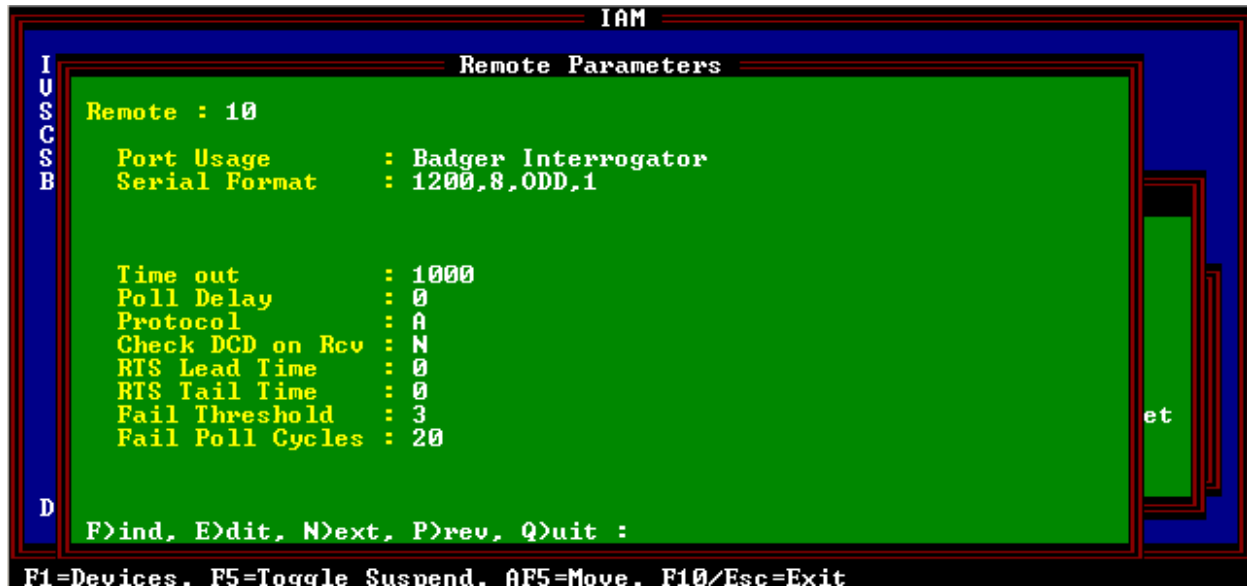 IAM
Remote Parameters
I
V
S
C
S
B
D
Remote : 10
Port Usage : Badger Interrogator
Serial Format : 1200,8,ODD,1
Time out : 1000
Poll Delay : 0
Protocol : A
Check DCD on Rcv : N
RTS Lead Time : 0
RTS Tail Time : 0
Fail Threshold : 3
Fail Poll Cycles : 20
et
F)ind, E)dit, N)ext, P)rev, Q)uit :
F1=Devices, F5=Toggle Suspend, AF5=Move, F10/Esc=Exit